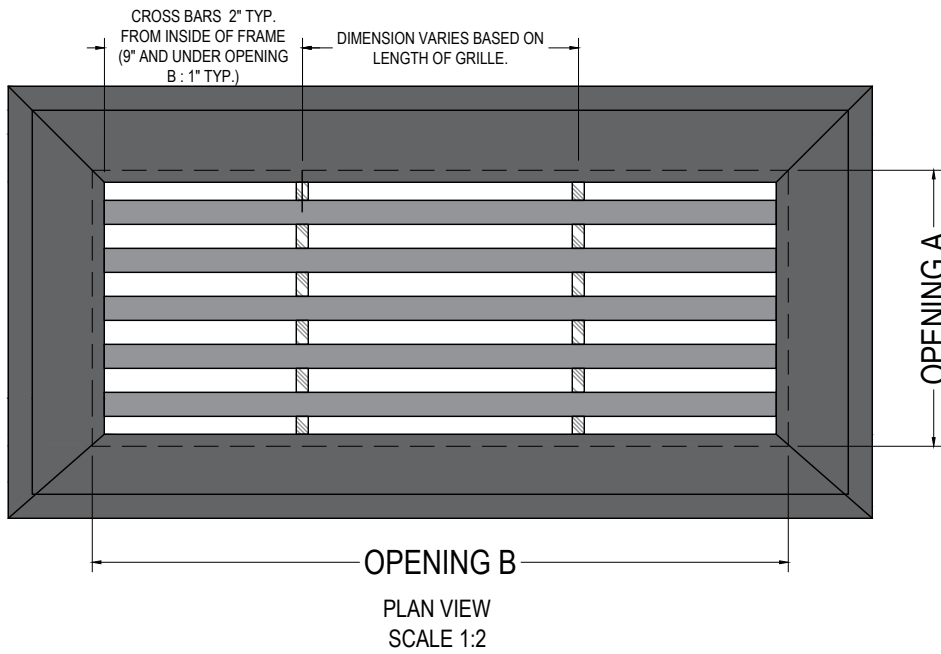 CROSS BARS  2" TYP.
FROM INSIDE OF FRAME
(9" AND UNDER OPENING
B : 1" TYP.)
DIMENSION VARIES BASED ON
LENGTH OF GRILLE.
OPENING A
OPENING B
PLAN VIEW
SCALE 1:2